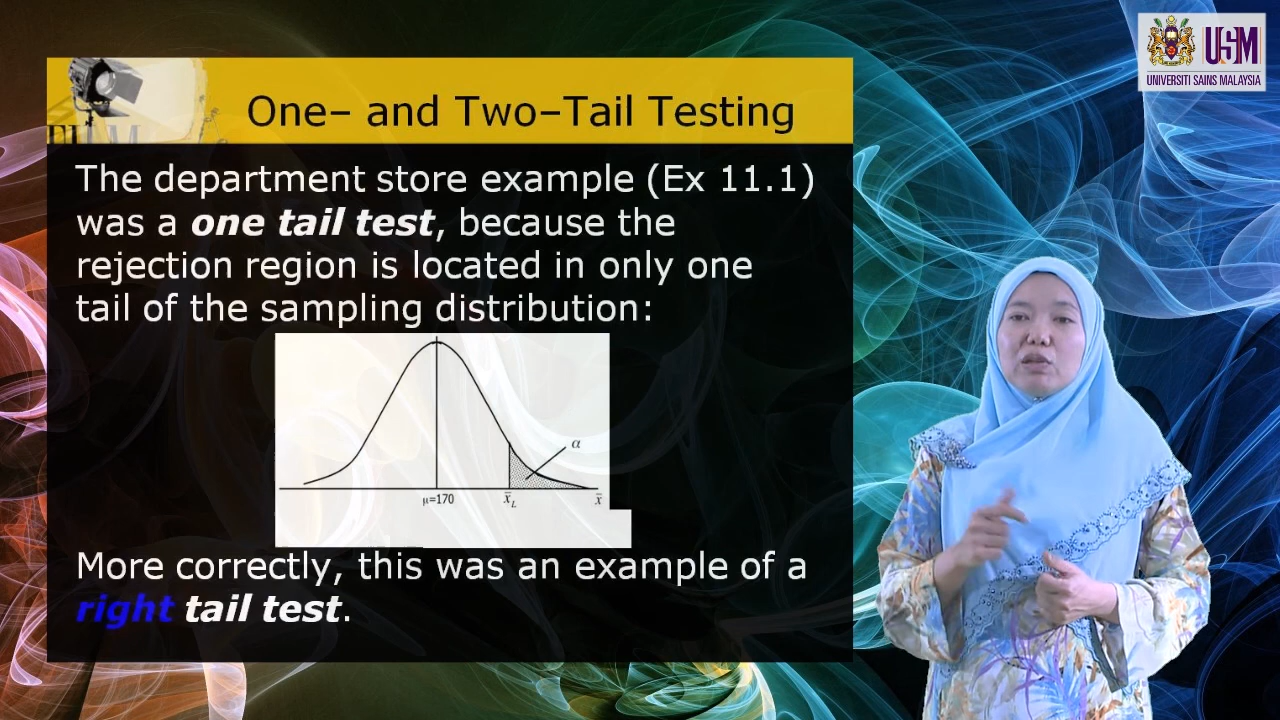 USM
UNIVERSITI SAINS MALAYSIA
One– and Two–Tail Testing
The department store example (Ex 11.1)
was a one tail test, because the
rejection region is located in only one
tail of the sampling distribution:
α
μ=170
x̄L
x̄
More correctly, this was an example of a
right tail test.